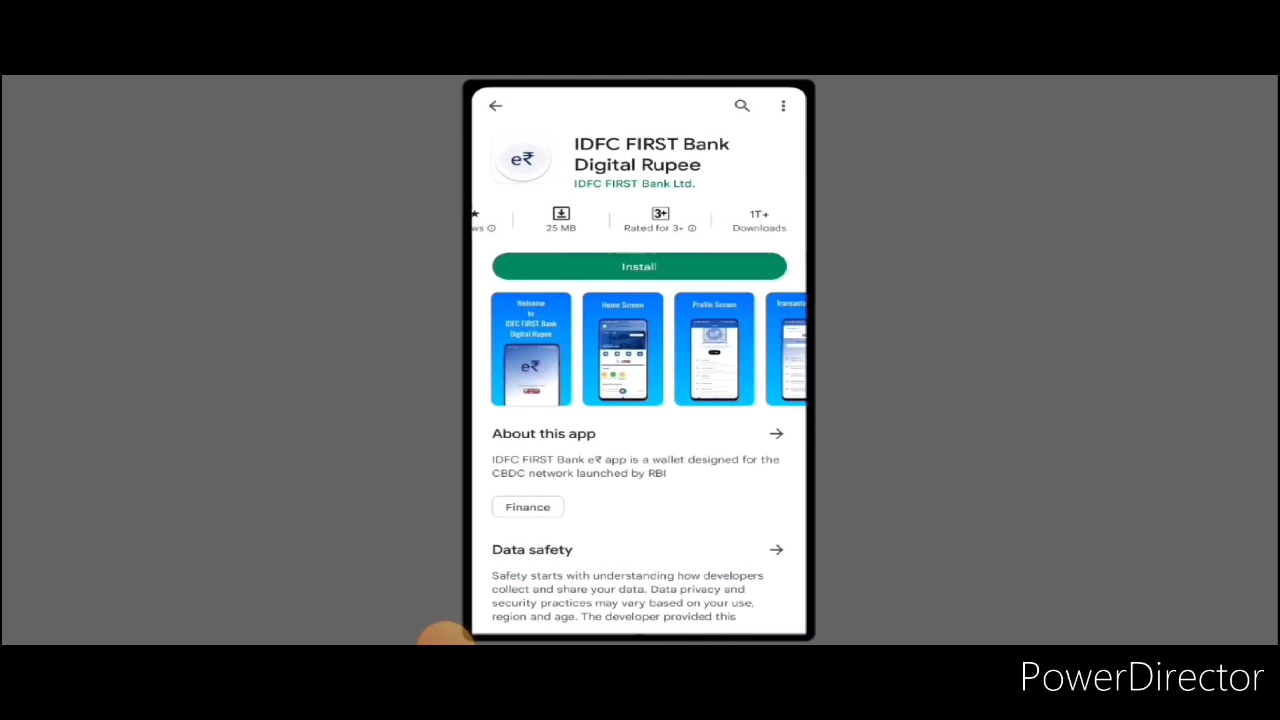 IDFC FIRST Bank
Digital Rupee
IDFC FIRST Bank Ltd.
e₹
ws
25 MB
3+
Rated for 3+
1T+
Downloads
Install
Welcome
to
IDFC FIRST Bank
Digital Rupee
e₹
Home Screen
Profile Screen
Transacti
About this app
IDFC FIRST Bank e₹ app is a wallet designed for the
CBDC network launched by RBI
Finance
Data safety
Safety starts with understanding how developers
collect and share your data. Data privacy and
security practices may vary based on your use,
region and age. The developer provided this
PowerDirector